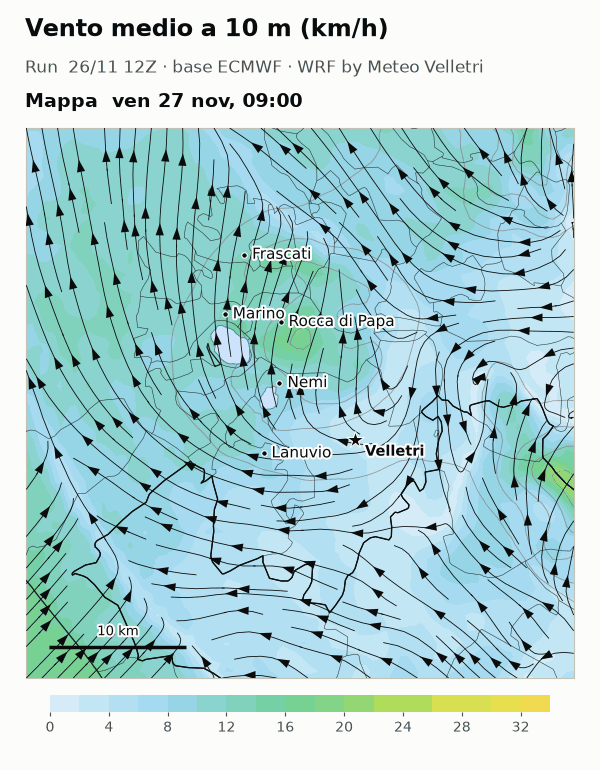 Vento medio a 10 m (km/h)
Run  26/11 12Z · base ECMWF · WRF by Meteo Velletri
Mappa  ven 27 nov, 09:00
Frascati
Marino
Rocca di Papa
Nemi
Velletri
Lanuvio
10 km
0 4 8 12 16 20 24 28 32